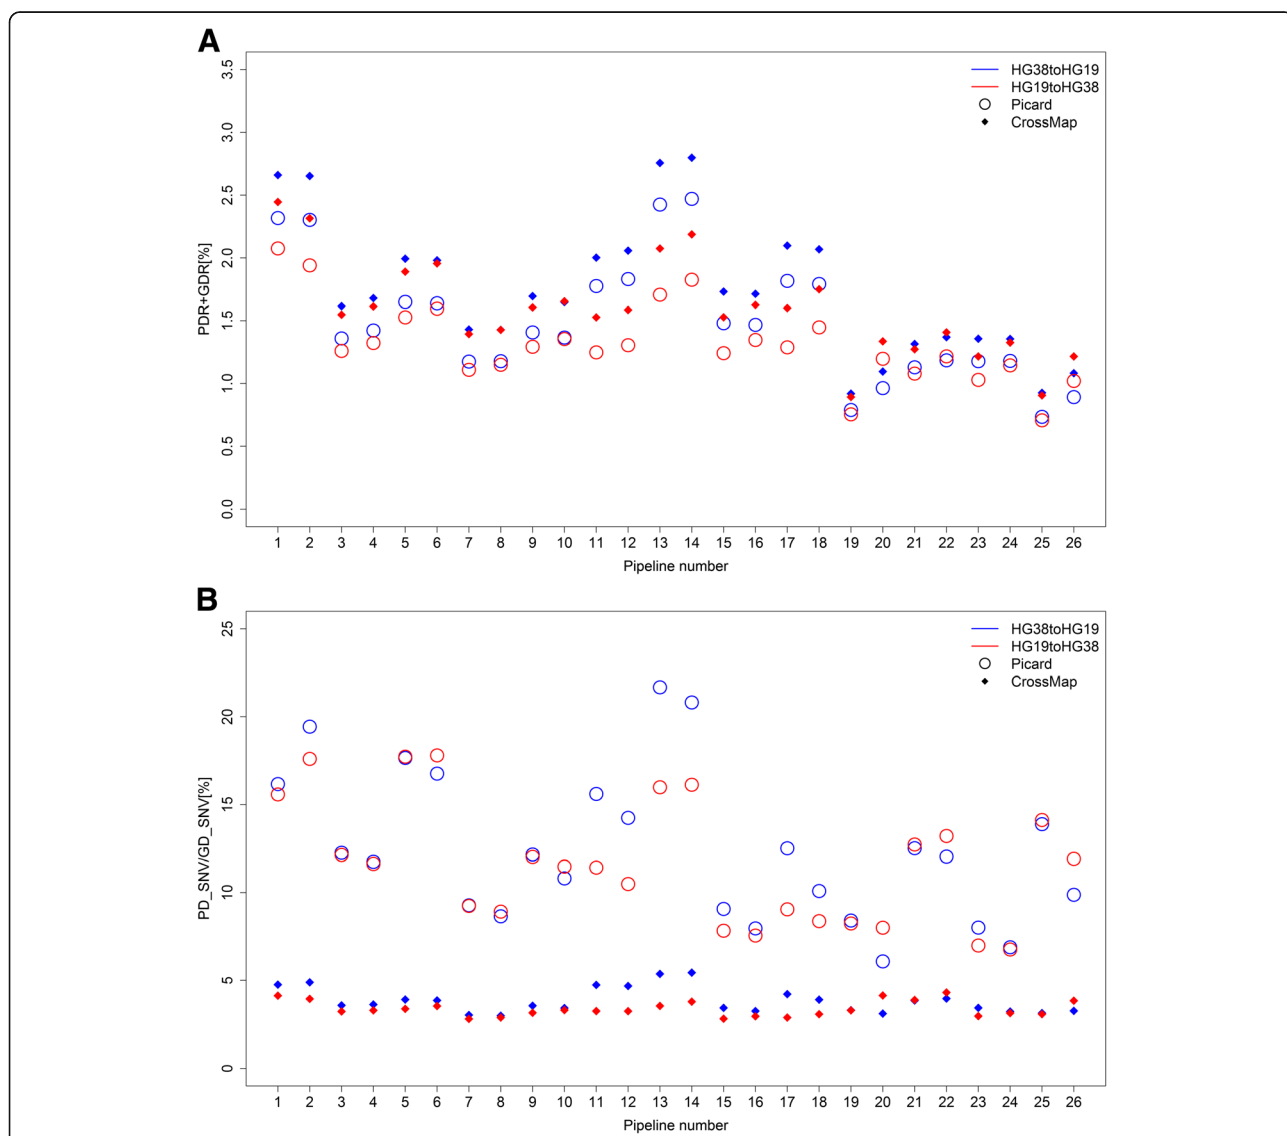 A
3.5
3.0
2.5
2.0
1.5
1.0
0.5
0.0
PDR+GDR[%]
HG38toHG19
HG19toHG38
Picard
CrossMap
1 2 3 4 5 6 7 8 9 10 11 12 13 14 15 16 17 18 19 20 21 22 23 24 25 26
Pipeline number
B
25
20
15
10
5
0
PD_SNV/GD_SNV[%]
HG38toHG19
HG19toHG38
Picard
CrossMap
1 2 3 4 5 6 7 8 9 10 11 12 13 14 15 16 17 18 19 20 21 22 23 24 25 26
Pipeline number